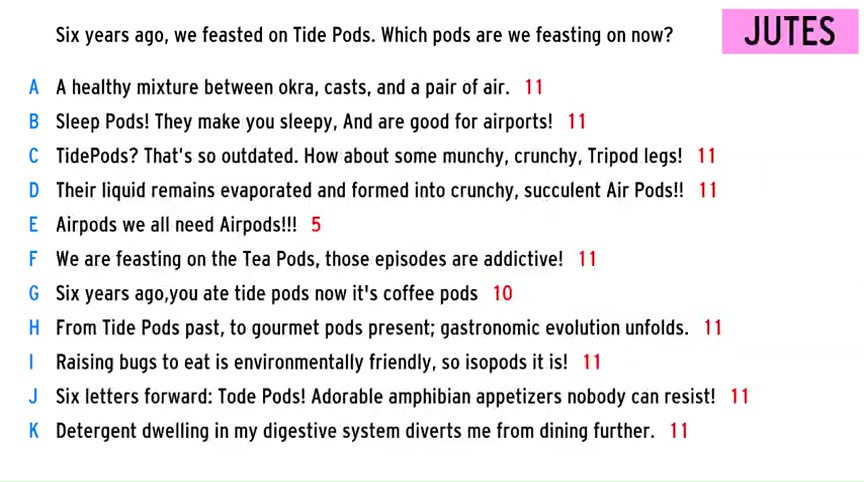 Six years ago, we feasted on Tide Pods. Which pods are we feasting on now?
JUTES
A A healthy mixture between okra, casts, and a pair of air. 11
B Sleep Pods! They make you sleepy, And are good for airports! 11
C TidePods? That's so outdated. How about some munchy, crunchy, Tripod legs! 11
D Their liquid remains evaporated and formed into crunchy, succulent Air Pods!! 11
E Airpods we all need Airpods!!! 5
F We are feasting on the Tea Pods, those episodes are addictive! 11
G Six years ago,you ate tide pods now it's coffee pods 10
H From Tide Pods past, to gourmet pods present; gastronomic evolution unfolds. 11
I Raising bugs to eat is environmentally friendly, so isopods it is! 11
J Six letters forward: Tode Pods! Adorable amphibian appetizers nobody can resist! 11
K Detergent dwelling in my digestive system diverts me from dining further. 11